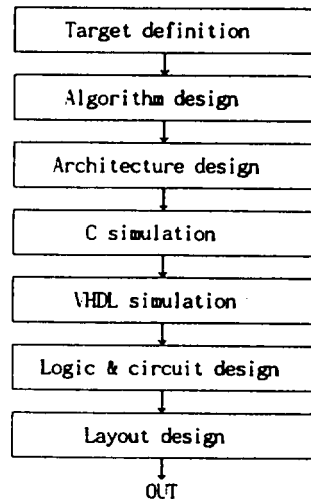 Target definition
Algorithm design
Architecture design
C simulation
VHDL simulation
Logic & circuit design
Layout design
OUT